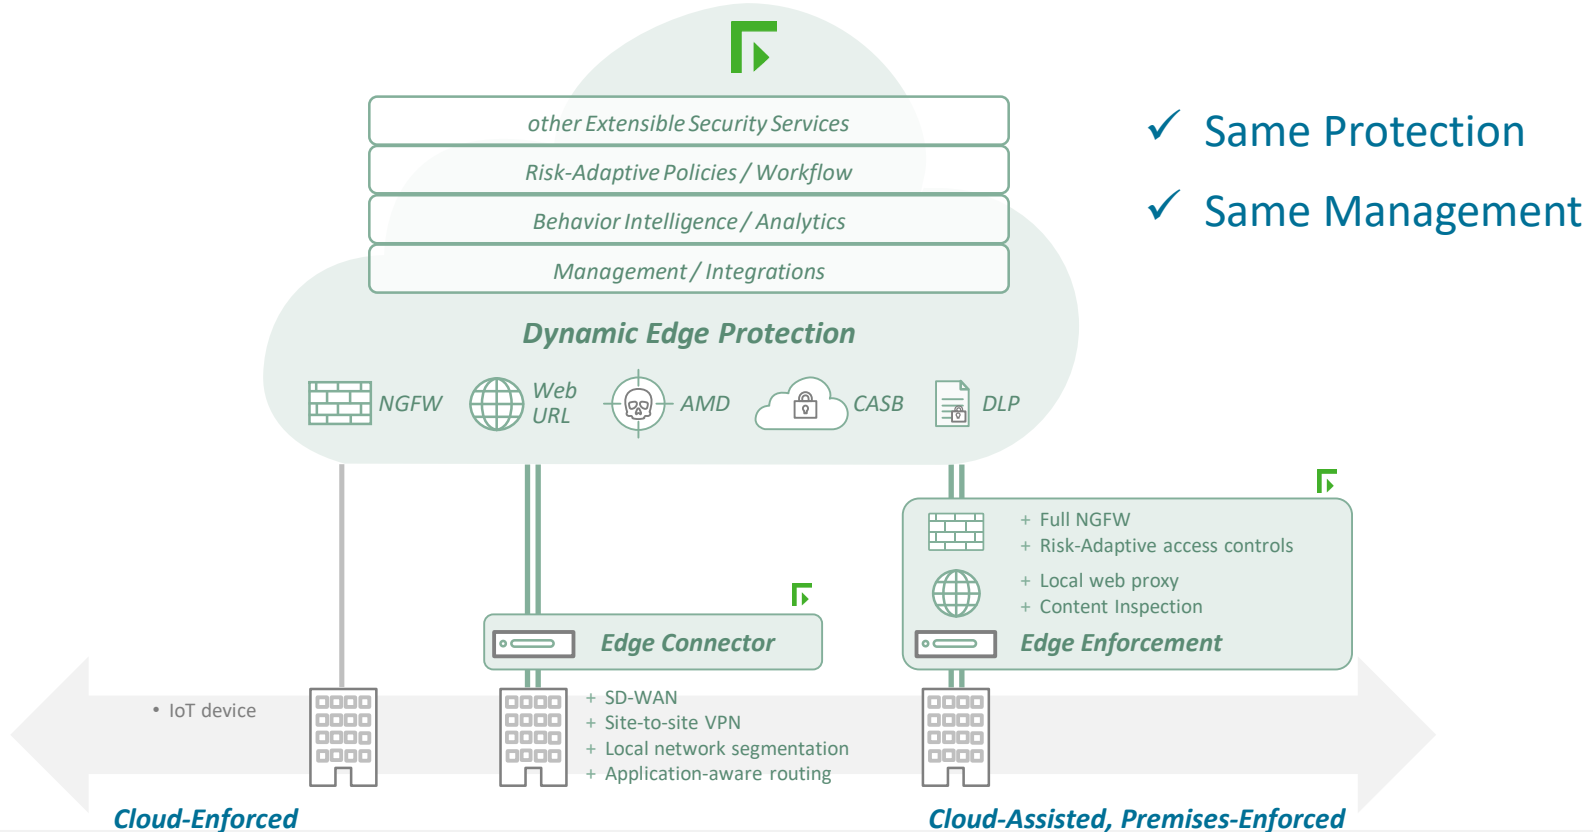 other Extensible Security Services
Risk-Adaptive Policies / Workflow
Behavior Intelligence / Analytics
Management / Integrations
✓ Same Protection
✓ Same Management
Dynamic Edge Protection
NGFW
Web
URL
AMD
CASB
DLP
+ Full NGFW
+ Risk-Adaptive access controls
+ Local web proxy
+ Content Inspection
Edge Enforcement
Edge Connector
• IoT device
+ SD-WAN
+ Site-to-site VPN
+ Local network segmentation
+ Application-aware routing
Cloud-Enforced
Cloud-Assisted, Premises-Enforced